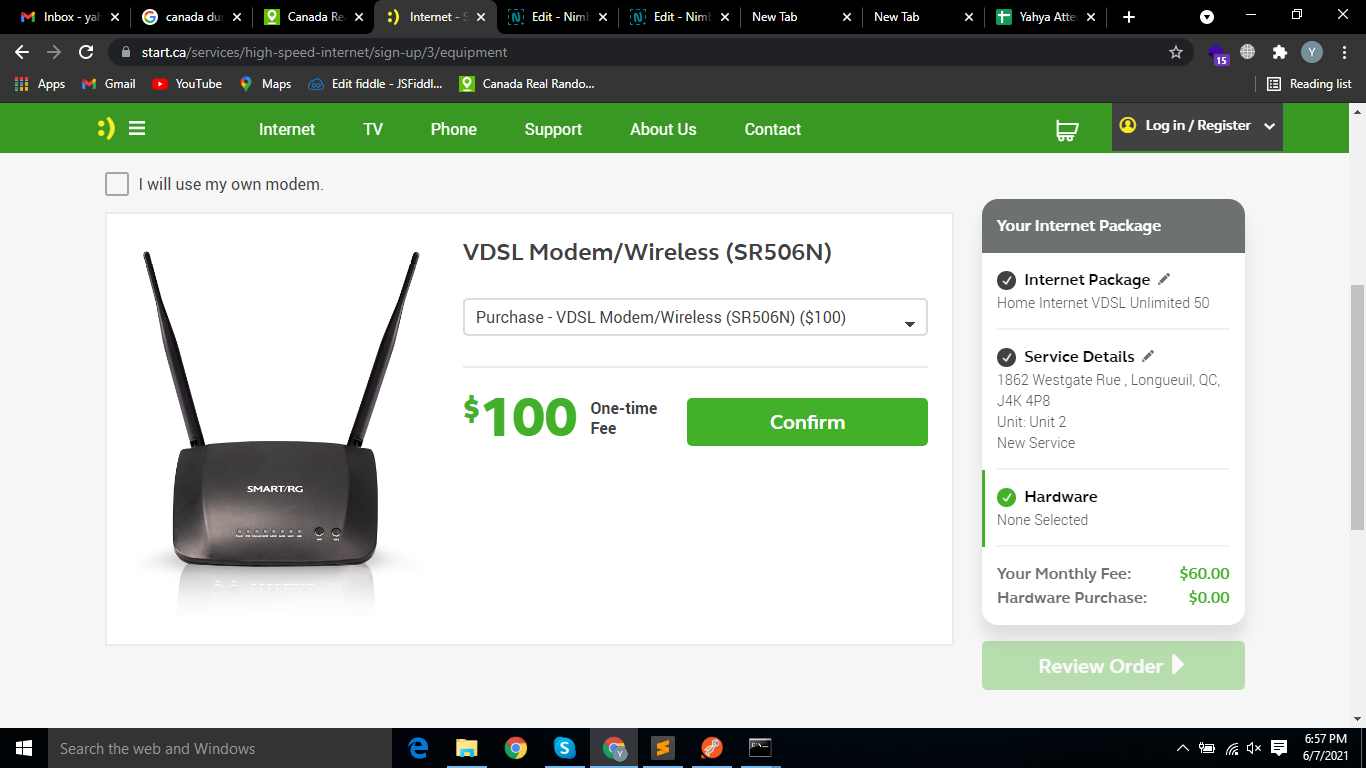 Inbox - yah
canada du
Canada Re
Internet - S
Edit - Nimb
Edit - Nimb
New Tab
New Tab
Yahya Atte
start.ca/services/high-speed-internet/sign-up/3/equipment
15
Y
Apps
Gmail
YouTube
Maps
Edit fiddle - JSFiddl...
Canada Real Rando...
Reading list
:)
Internet
TV
Phone
Support
About Us
Contact
Log in / Register
I will use my own modem.
SMART/RG
VDSL Modem/Wireless (SR506N)
Purchase - VDSL Modem/Wireless (SR506N) ($100)
$100
One-time
Fee
Confirm
Your Internet Package
Internet Package
Home Internet VDSL Unlimited 50
Service Details
1862 Westgate Rue , Longueuil, QC,
J4K 4P8
Unit: Unit 2
New Service
Hardware
None Selected
Your Monthly Fee: $60.00
Hardware Purchase: $0.00
Review Order
Search the web and Windows
6:57 PM
6/7/2021